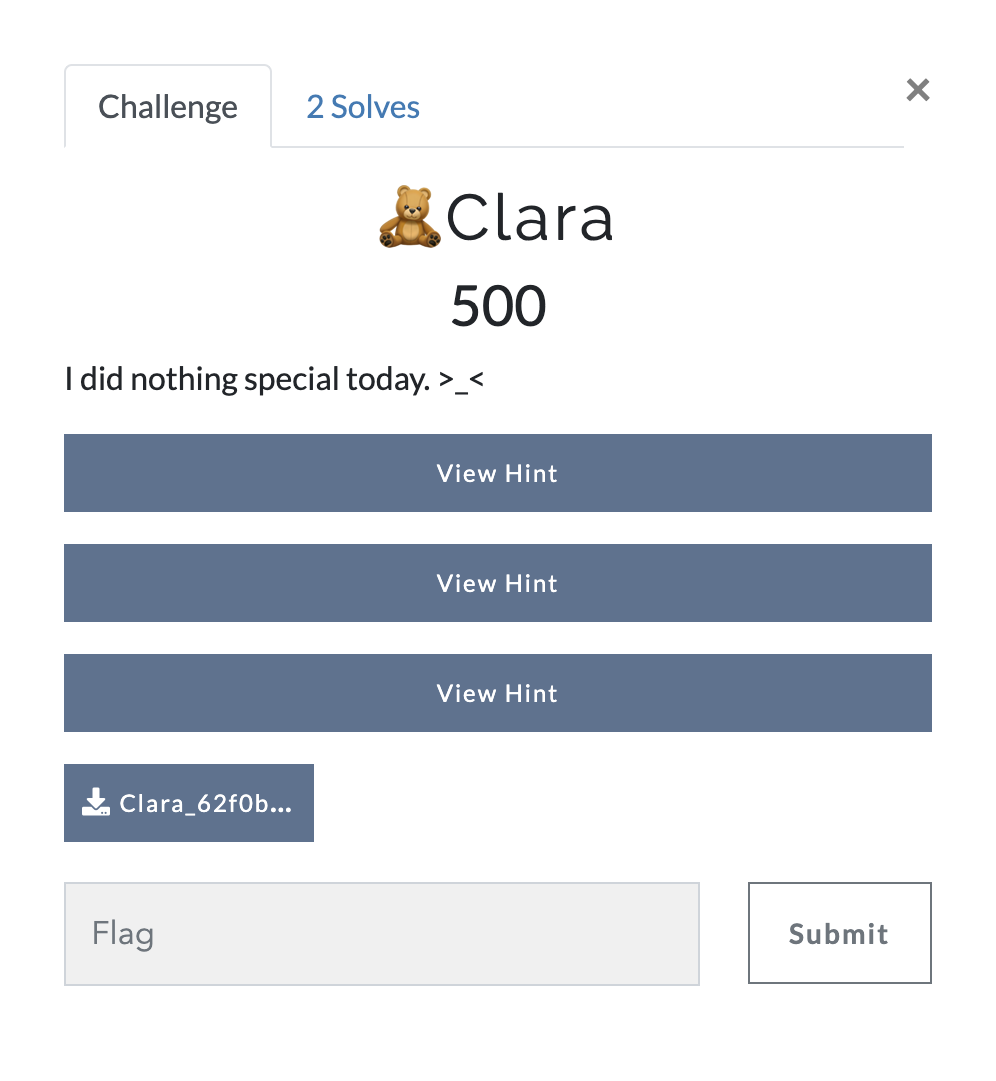 Challenge
2 Solves
×
🧸Clara
500
I did nothing special today. >_<
View Hint
View Hint
View Hint
Clara_62f0b...
Flag
Submit